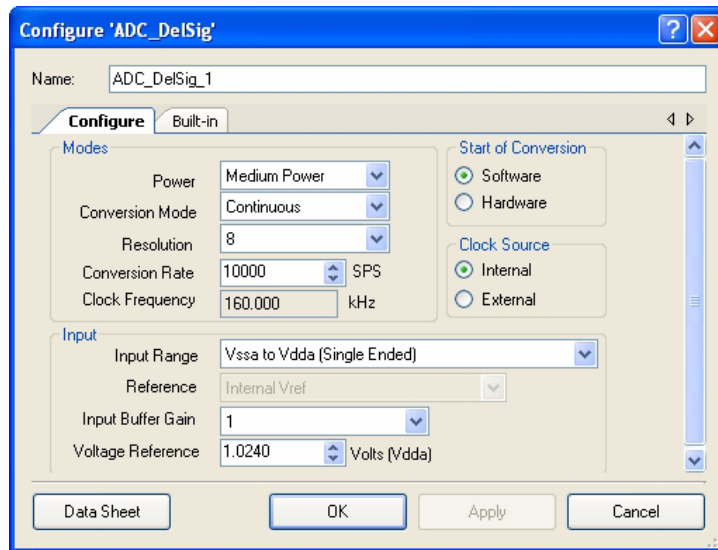 Configure 'ADC_DelSig'
Name: ADC_DelSig_1
Configure Built-in
Modes
Power Medium Power
Conversion Mode Continuous
Resolution 8
Conversion Rate 10000 SPS
Clock Frequency 160.000 kHz
Start of Conversion
Software
Hardware
Clock Source
Internal
External
Input
Input Range Vssa to Vdda (Single Ended)
Reference Internal Vref
Input Buffer Gain 1
Voltage Reference 1.0240 Volts (Vdda)
Data Sheet OK Apply Cancel